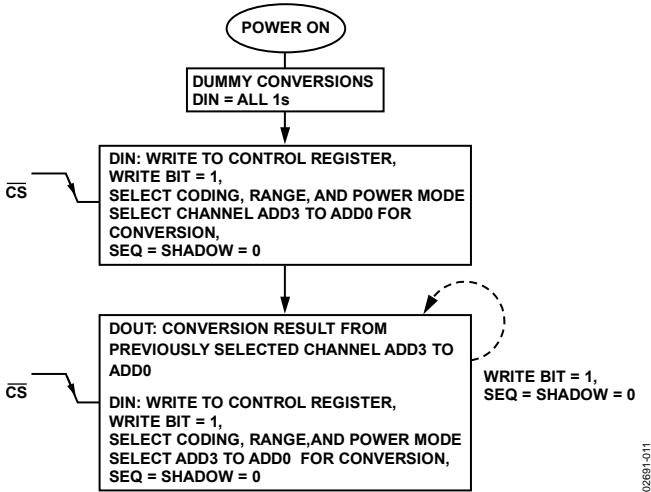 POWER ON
DUMMY CONVERSIONS
DIN = ALL 1s
CS
DIN: WRITE TO CONTROL REGISTER,
WRITE BIT = 1,
SELECT CODING, RANGE, AND POWER MODE
SELECT CHANNEL ADD3 TO ADD0 FOR
CONVERSION,
SEQ = SHADOW = 0
CS
DOUT: CONVERSION RESULT FROM
PREVIOUSLY SELECTED CHANNEL ADD3 TO
ADD0
DIN: WRITE TO CONTROL REGISTER,
WRITE BIT = 1,
SELECT CODING, RANGE,AND POWER MODE
SELECT ADD3 TO ADD0 FOR CONVERSION,
SEQ = SHADOW = 0
WRITE BIT = 1,
SEQ = SHADOW = 0
02691-011